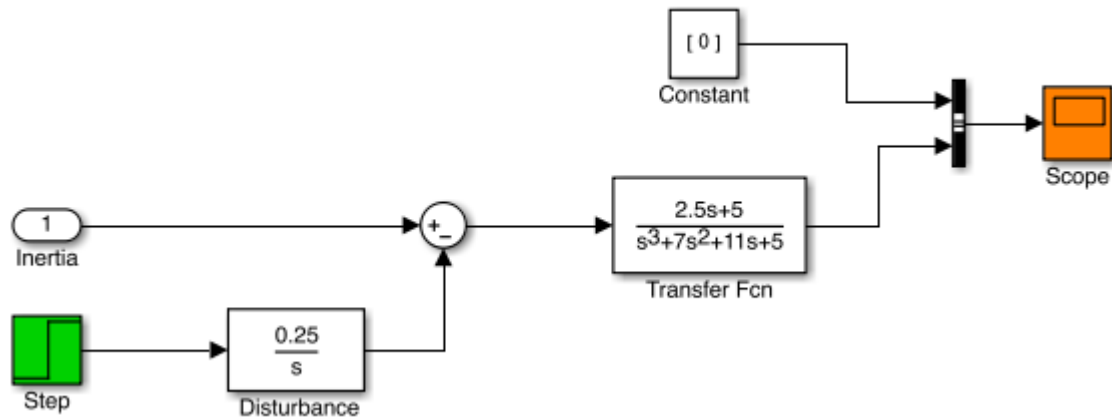 [ 0 ]
Constant
Scope
1
Inertia
+
_
2.5s+5
s3+7s2+11s+5
Transfer Fcn
Step
0.25
s
Disturbance